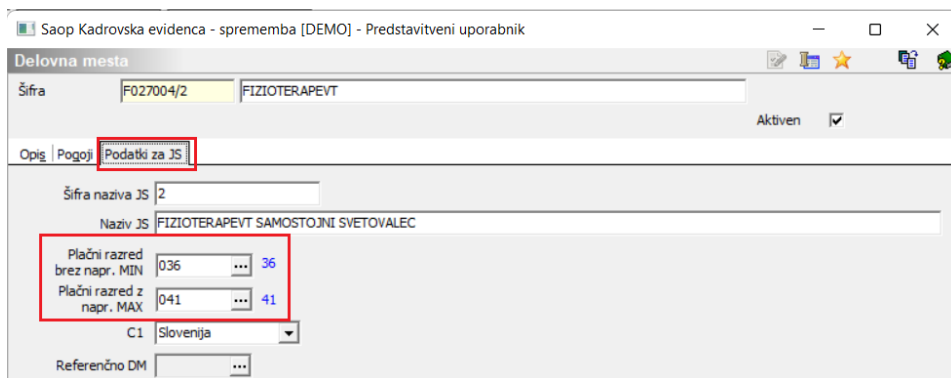 Saop Kadrovska evidenca - sprememba [DEMO] - Predstavitveni uporabnik
Delovna mesta
Šifra F027004/2 FIZIOTERAPEVT
Aktiven
Opis Pogoji Podatki za JS
Šifra naziva JS 2
Naziv JS FIZIOTERAPEVT SAMOSTOJNI SVETOVALEC
Plačni razred
brez napr. MIN 036 ... 36
Plačni razred z
napr. MAX 041 ... 41
C1 Slovenija
Referenčno DM ...